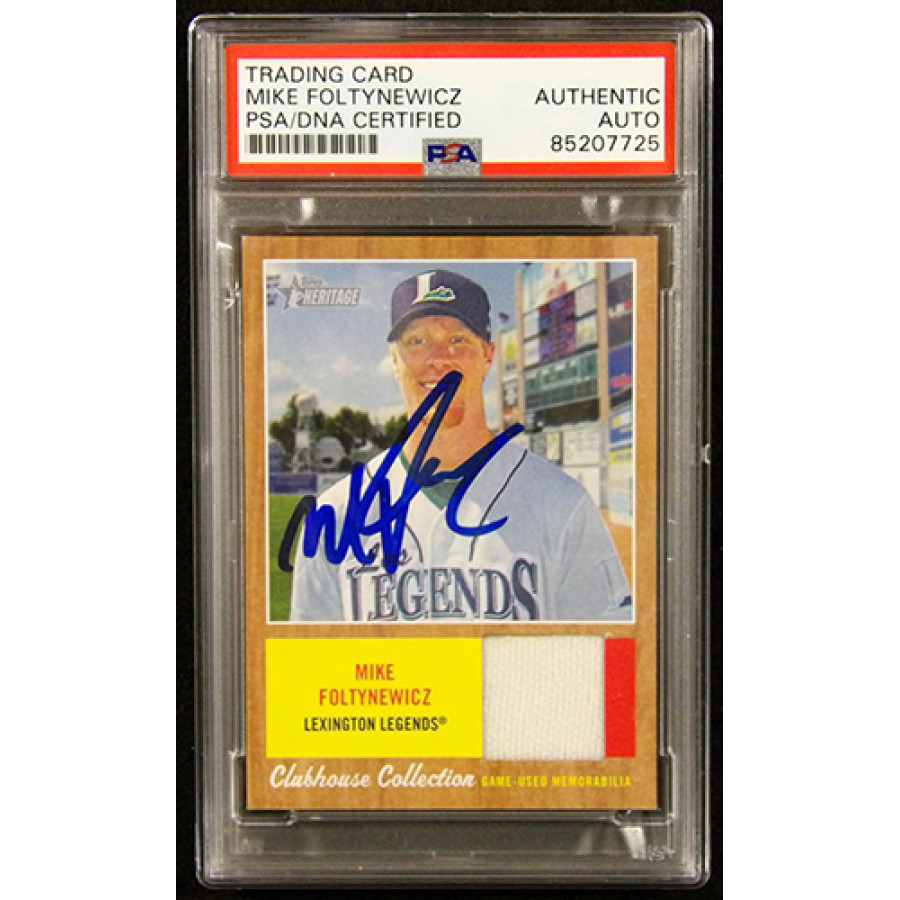 TRADING CARD
MIKE FOLTYNEWICZ
PSA/DNA CERTIFIED
AUTHENTIC
AUTO
85207725
PSA
Topps
HERITAGE
L
LEGENDS
MIKE
FOLTYNEWICZ
LEXINGTON LEGENDS®
Clubhouse Collection GAME-USED MEMORABILIA